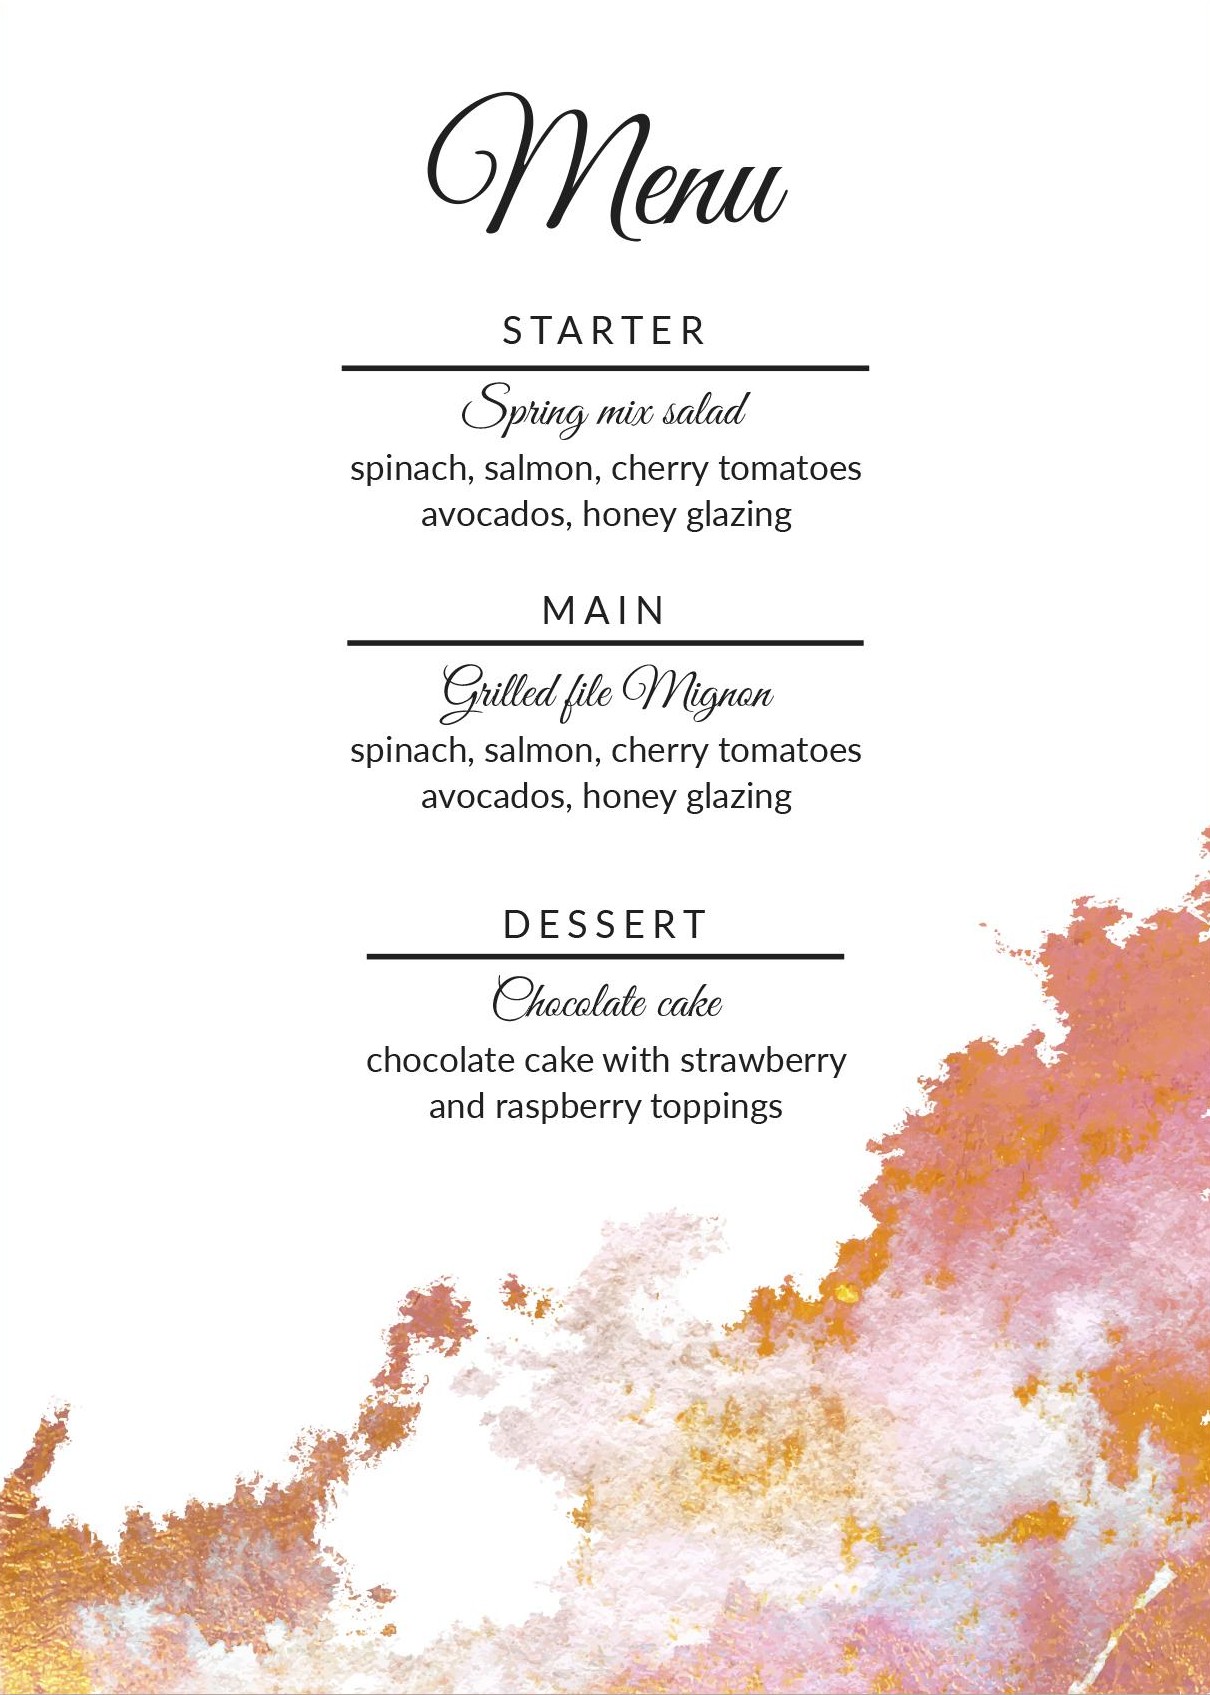 Menu
STARTER
Spring mix salad
spinach, salmon, cherry tomatoes
avocados, honey glazing
MAIN
Grilled file Mignon
spinach, salmon, cherry tomatoes
avocados, honey glazing
DESSERT
Chocolate cake
chocolate cake with strawberry
and raspberry toppings